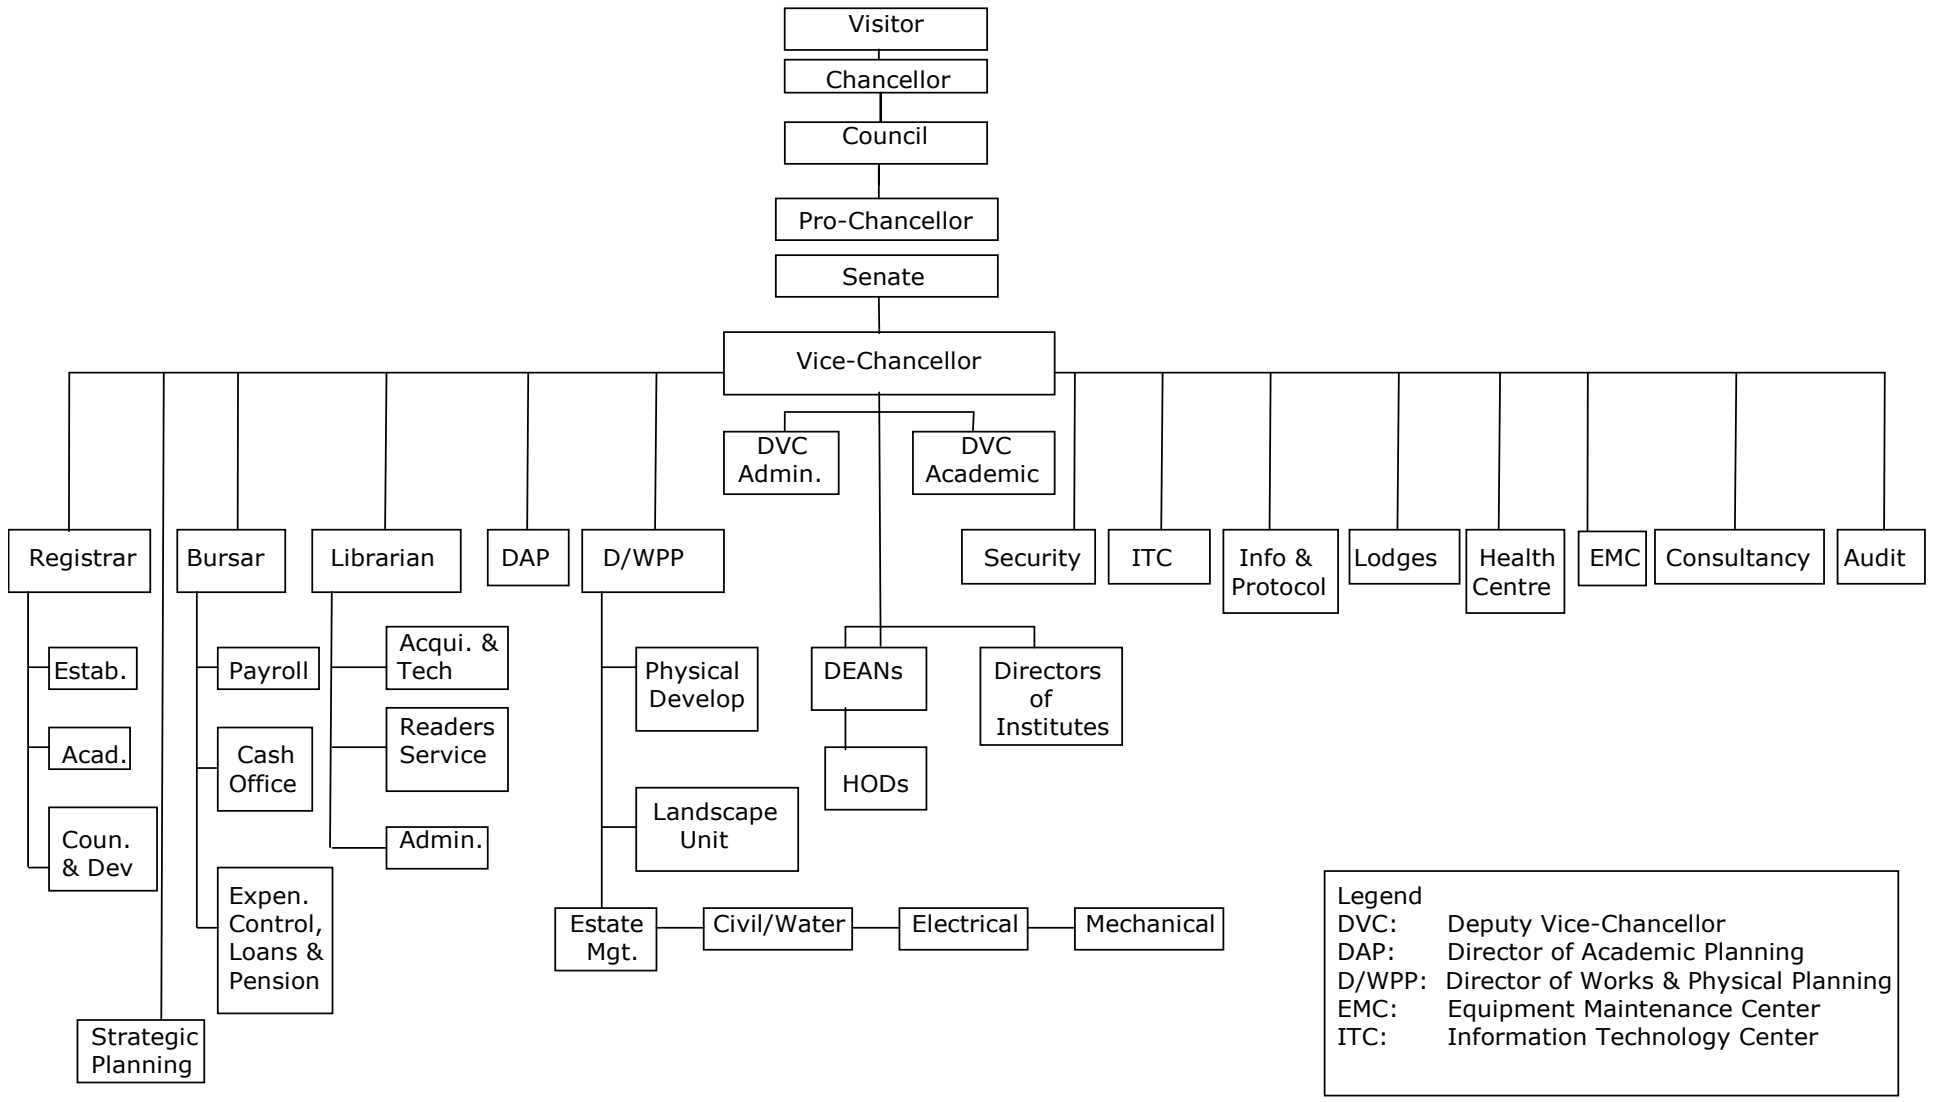 Visitor
Chancellor
Council
Pro-Chancellor
Senate
Vice-Chancellor
DVC
Admin.
DVC
Academic
Registrar
Bursar
Librarian
DAP
D/WPP
Security
ITC
Info &
Protocol
Lodges
Health
Centre
EMC
Consultancy
Audit
Estab.
Acad.
Coun.
& Dev
Payroll
Cash
Office
Expen.
Control,
Loans &
Pension
Acqui. &
Tech
Readers
Service
Admin.
Physical
Develop
Landscape
Unit
DEANs
HODs
Directors
of
Institutes
Estate
Mgt.
Civil/Water
Electrical
Mechanical
Strategic
Planning
Legend
DVC: Deputy Vice-Chancellor
DAP: Director of Academic Planning
D/WPP: Director of Works & Physical Planning
EMC: Equipment Maintenance Center
ITC: Information Technology Center